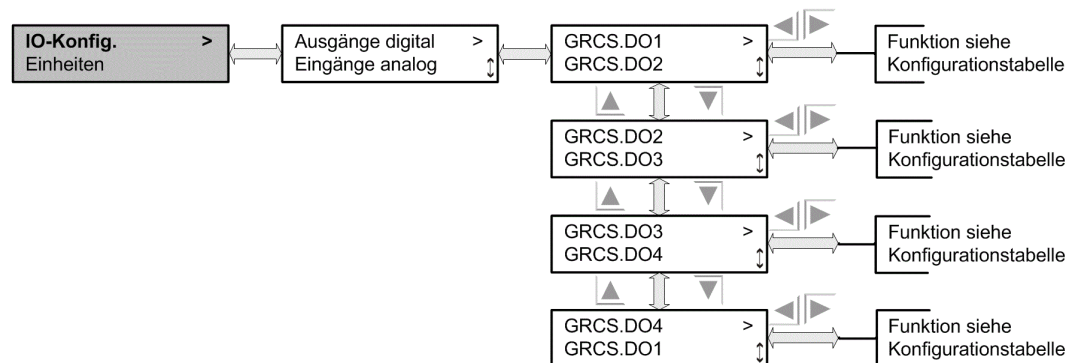 IO-Konfig. >
Einheiten
Ausgänge digital >
Eingänge analog
GRCS.DO1 >
GRCS.DO2
Funktion siehe
Konfigurationstabelle
GRCS.DO2 >
GRCS.DO3
Funktion siehe
Konfigurationstabelle
GRCS.DO3 >
GRCS.DO4
Funktion siehe
Konfigurationstabelle
GRCS.DO4 >
GRCS.DO1
Funktion siehe
Konfigurationstabelle